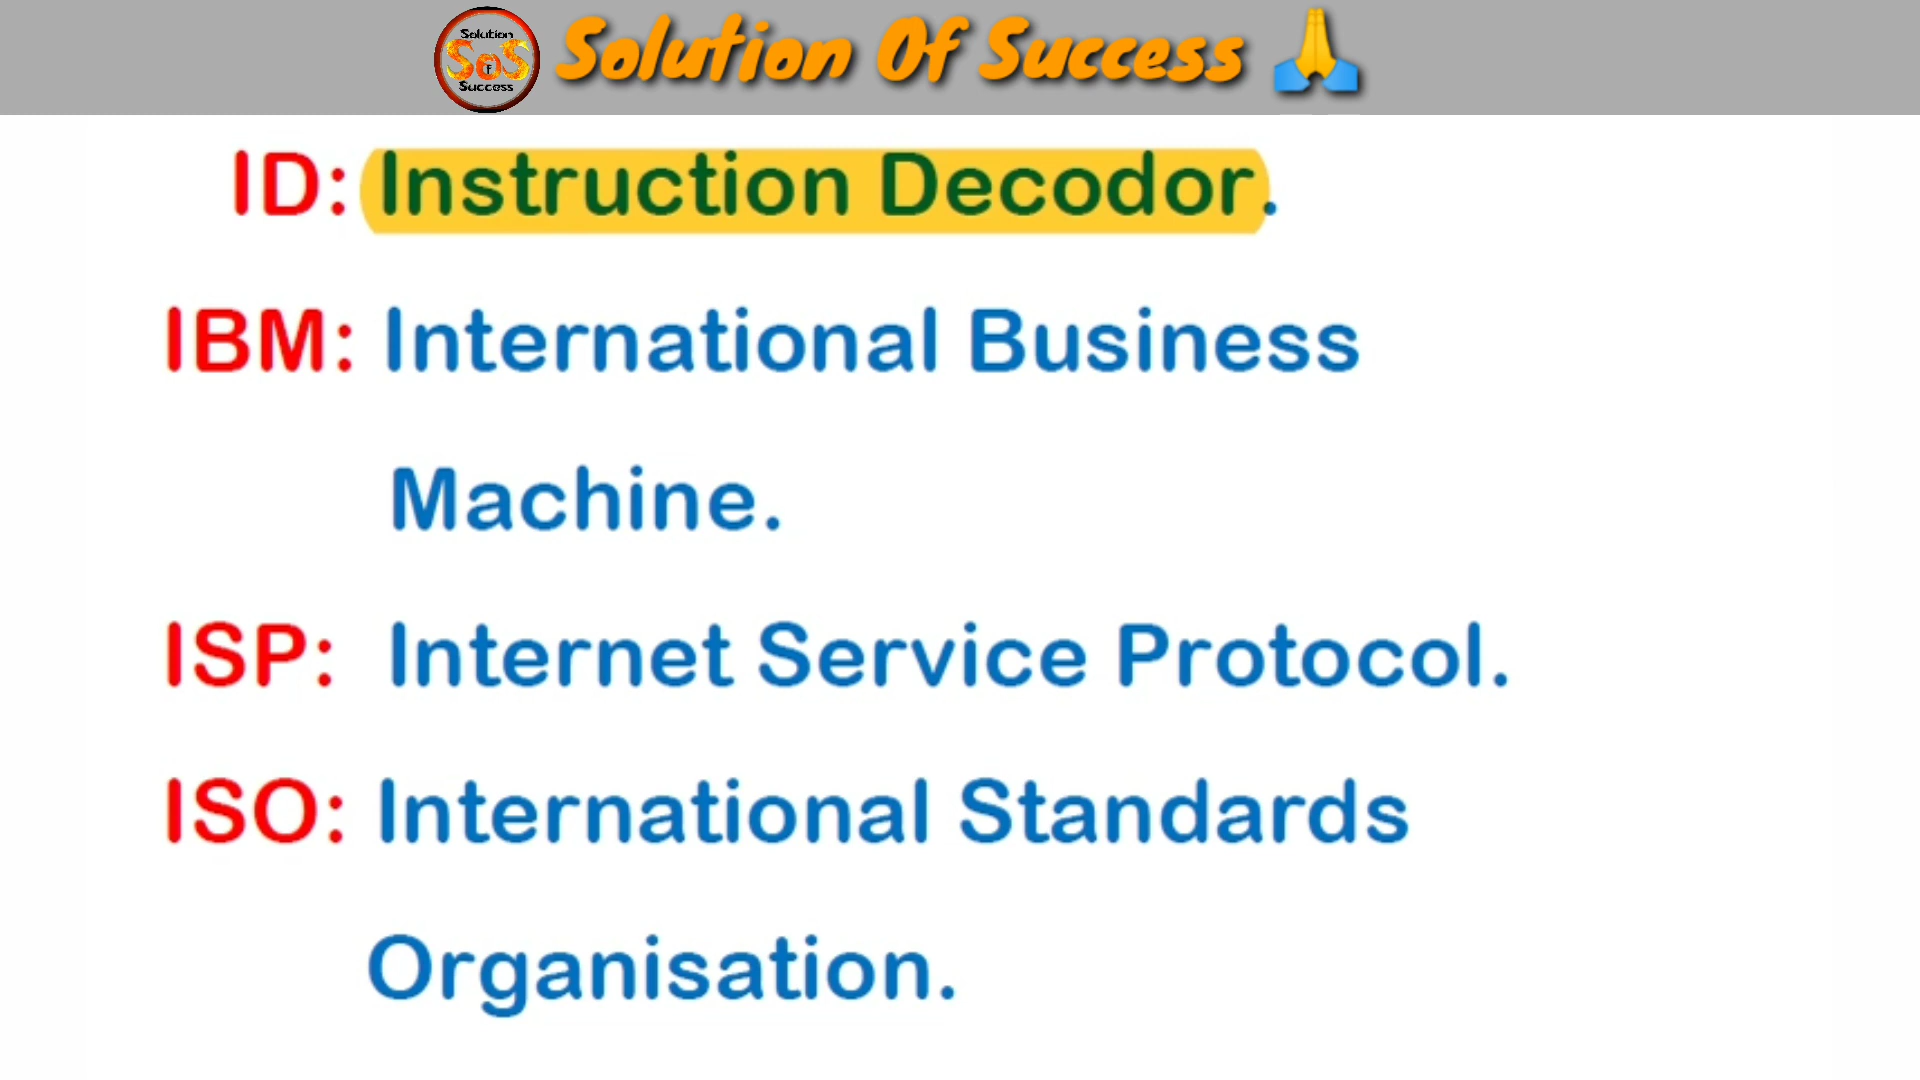 Solution
SoS
f
Success
Solution Of Success 🙏
ID: Instruction Decodor.
IBM: International Business
Machine.
ISP: Internet Service Protocol.
ISO: International Standards
Organisation.